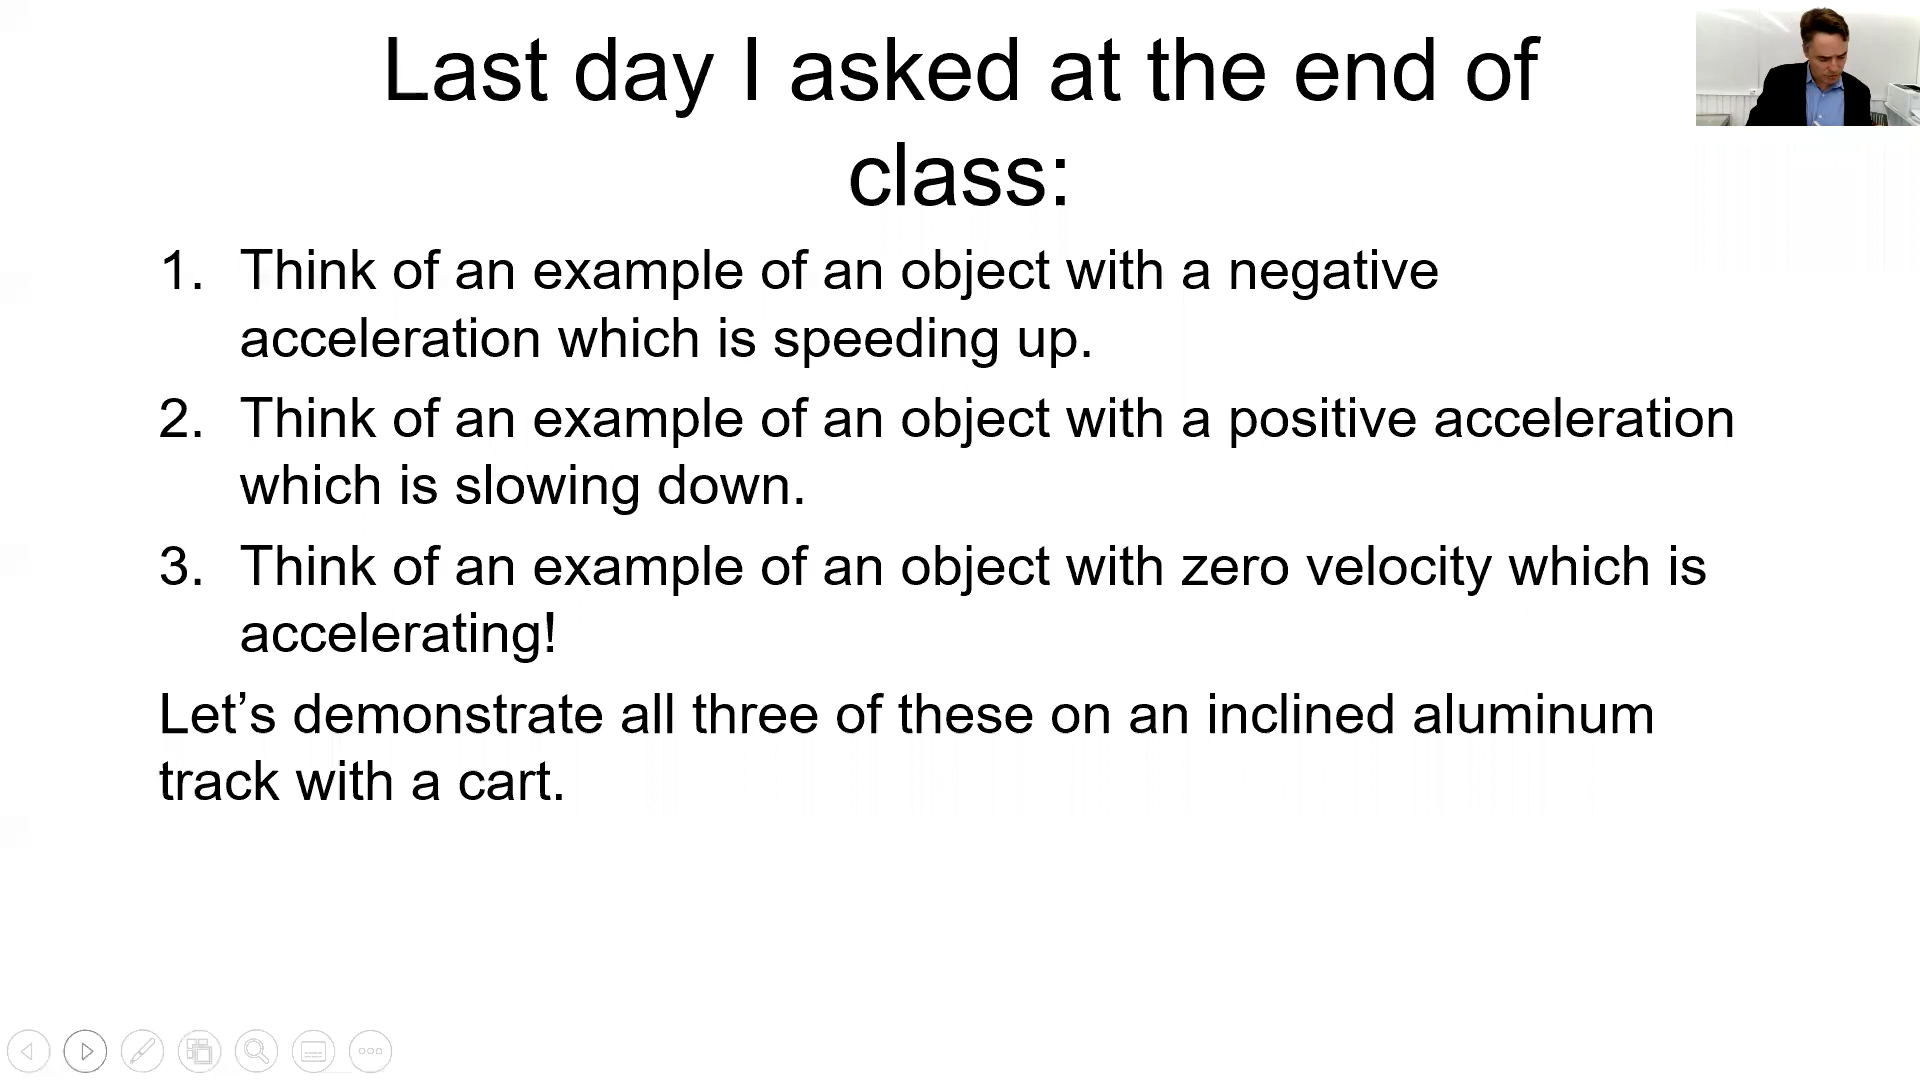 Last day I asked at the end of
class:
1. Think of an example of an object with a negative
acceleration which is speeding up.
2. Think of an example of an object with a positive acceleration
which is slowing down.
3. Think of an example of an object with zero velocity which is
accelerating!
Let’s demonstrate all three of these on an inclined aluminum
track with a cart.